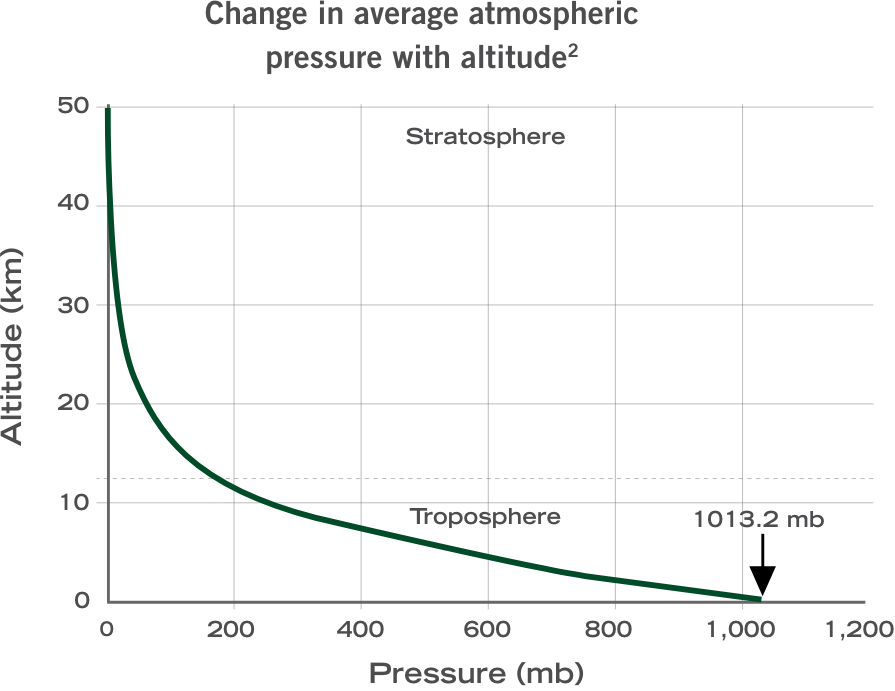 Change in average atmospheric
pressure with altitude2
50
Stratosphere
40
30
Altitude (km)
20
10
Troposphere
1013.2 mb
0
0 200 400 600 800 1,000 1,200
Pressure (mb)